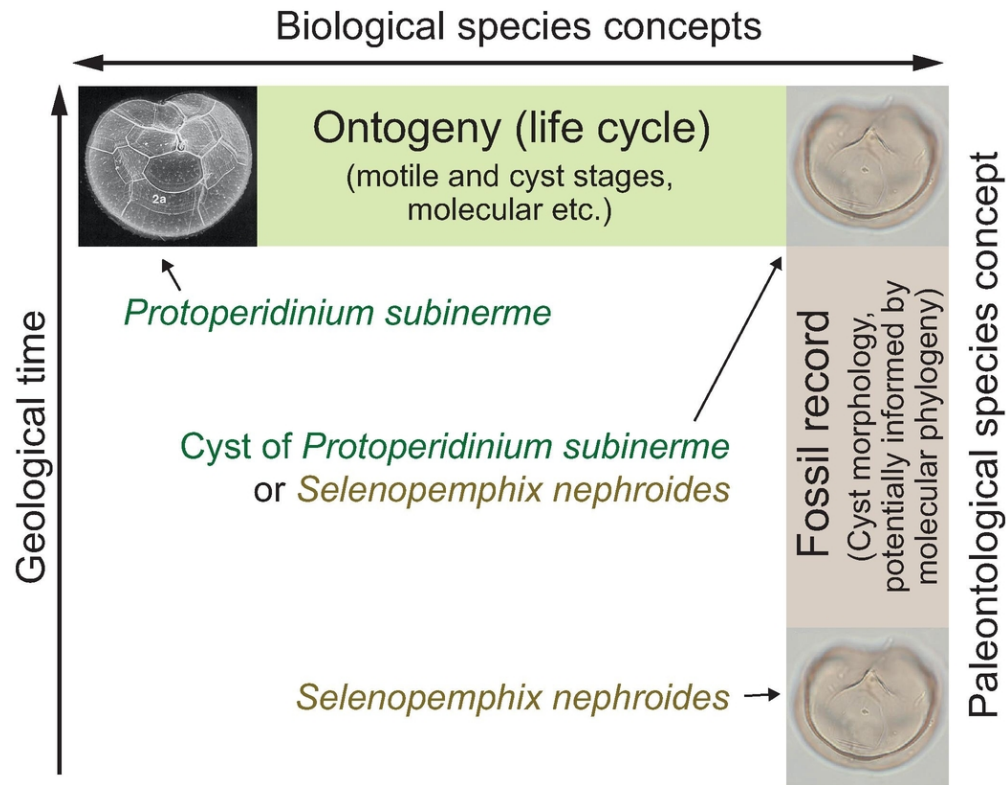 Biological species concepts
Ontogeny (life cycle)
(motile and cyst stages,
molecular etc.)
2a
Protoperidinium subinerme
Cyst of Protoperidinium subinerme
or Selenopemphix nephroides
Selenopemphix nephroides
Geological time
Fossil record
(Cyst morphology,
potentially informed by
molecular phylogeny)
Paleontological species concept